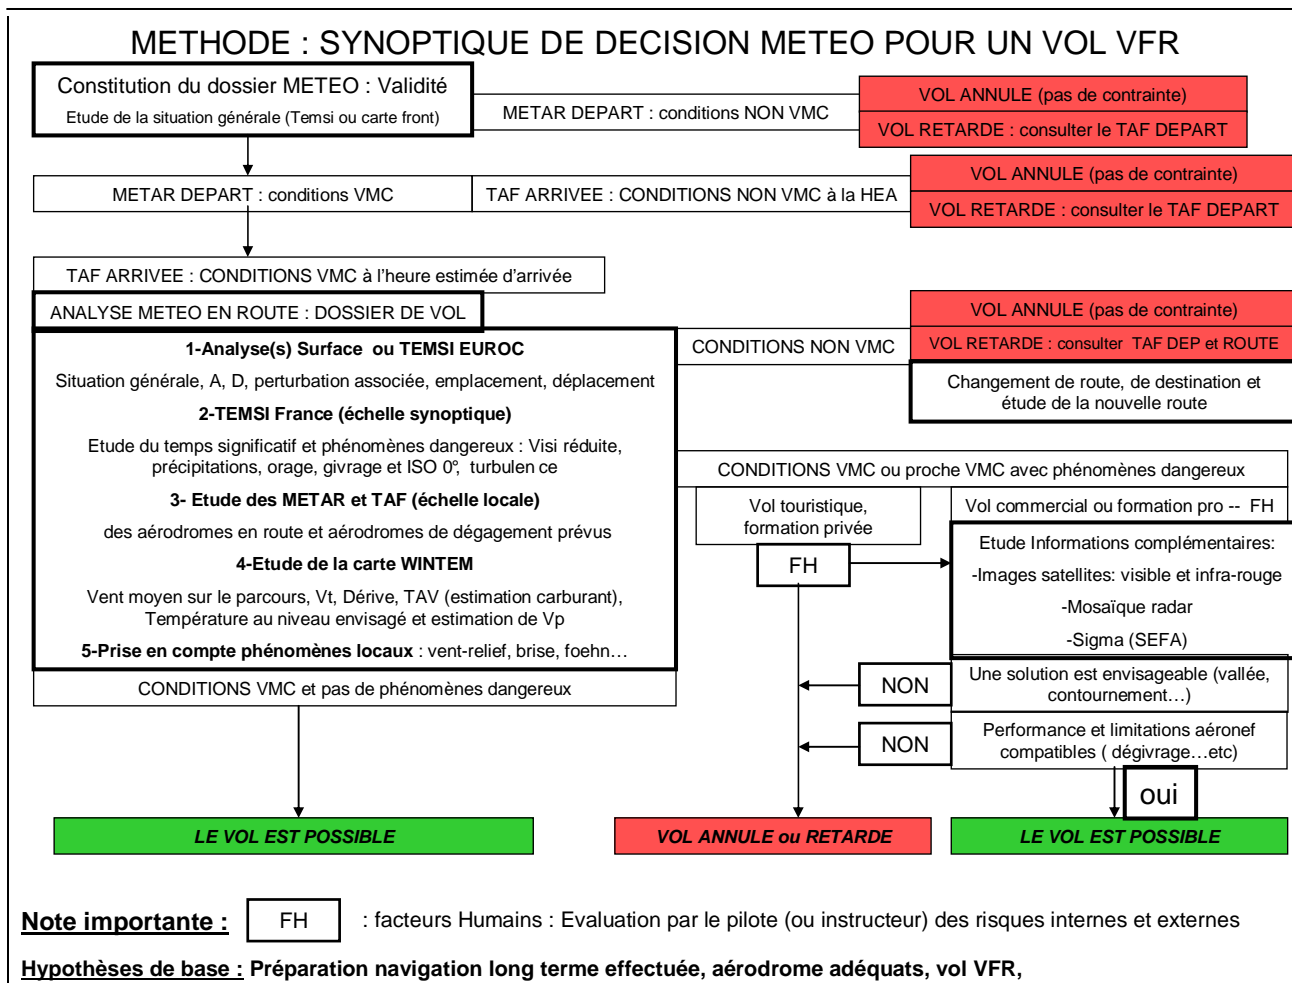 METHODE : SYNOPTIQUE DE DECISION METEO POUR UN VOL VFR
Constitution du dossier METEO : Validité
Etude de la situation générale (Temsi ou carte front)
METAR DEPART : conditions NON VMC
VOL ANNULE (pas de contrainte)
VOL RETARDE : consulter le TAF DEPART
METAR DEPART : conditions VMC
TAF ARRIVEE : CONDITIONS NON VMC à la HEA
VOL ANNULE (pas de contrainte)
VOL RETARDE : consulter le TAF DEPART
TAF ARRIVEE : CONDITIONS VMC à l'heure estimée d'arrivée
ANALYSE METEO EN ROUTE : DOSSIER DE VOL
1-Analyse(s) Surface ou TEMSI EUROC
Situation générale, A, D, perturbation associée, emplacement, déplacement
2-TEMSI France (échelle synoptique)
Etude du temps significatif et phénomènes dangereux : Visi réduite,
précipitations, orage, givrage et ISO 0°, turbulen ce
3- Etude des METAR et TAF (échelle locale)
des aérodromes en route et aérodromes de dégagement prévus
4-Etude de la carte WINTEM
Vent moyen sur le parcours, Vt, Dérive, TAV (estimation carburant),
Température au niveau envisagé et estimation de Vp
5-Prise en compte phénomènes locaux : vent-relief, brise, foehn…
CONDITIONS VMC et pas de phénomènes dangereux
CONDITIONS NON VMC
VOL ANNULE (pas de contrainte)
VOL RETARDE : consulter TAF DEP et ROUTE
Changement de route, de destination et
étude de la nouvelle route
CONDITIONS VMC ou proche VMC avec phénomènes dangereux
Vol touristique,
formation privée
Vol commercial ou formation pro -- FH
FH
Etude Informations complémentaires:
-Images satellites: visible et infra-rouge
-Mosaïque radar
-Sigma (SEFA)
NON
Une solution est envisageable (vallée,
contournement…)
NON
Performance et limitations aéronef
compatibles ( dégivrage…etc)
oui
LE VOL EST POSSIBLE
VOL ANNULE ou RETARDE
LE VOL EST POSSIBLE
Note importante : FH : facteurs Humains : Evaluation par le pilote (ou instructeur) des risques internes et externes
Hypothèses de base : Préparation navigation long terme effectuée, aérodrome adéquats, vol VFR,